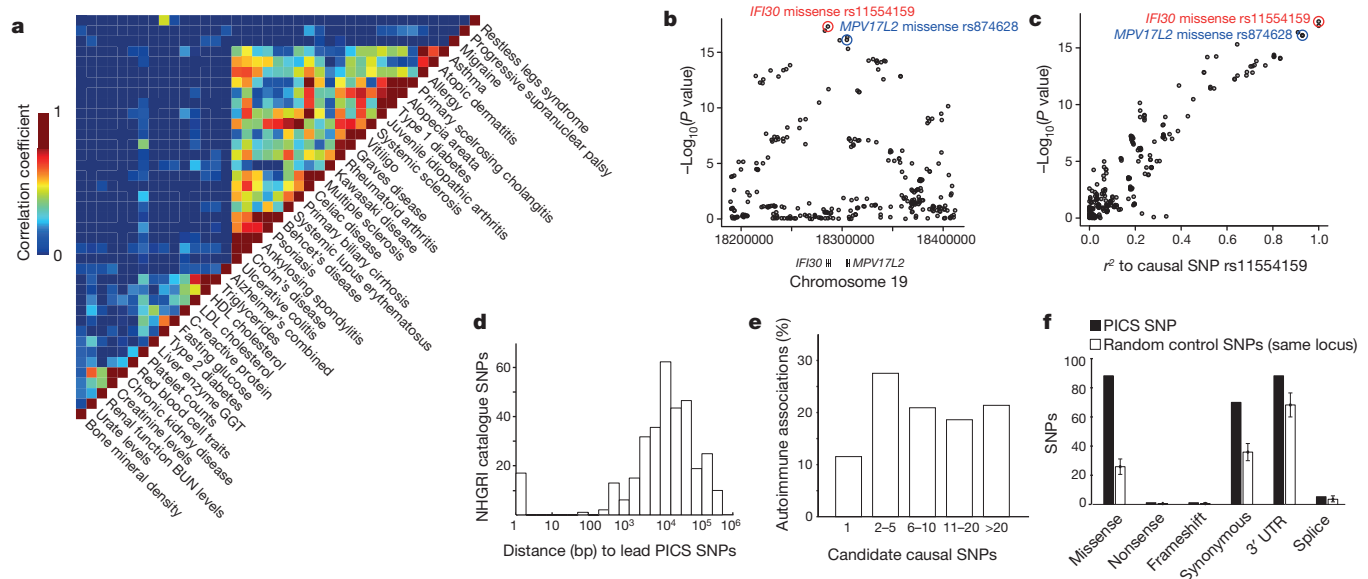 a
Correlation coefficient
1
0
Restless legs syndrome
Progressive supranuclear palsy
Migraine
Asthma
Atopic dermatitis
Allergy
Primary sclerosing cholangitis
Alopecia areata
Type 1 diabetes
Juvenile idiopathic arthritis
Systemic sclerosis
Vitiligo
Graves disease
Rheumatoid arthritis
Kawasaki disease
Multiple sclerosis
Celiac disease
Primary biliary cirrhosis
Systemic lupus erythematosus
Behcet's disease
Psoriasis
Ankylosing spondylitis
Crohn's disease
Ulcerative colitis
Alzheimer's combined
Triglycerides
HDL cholesterol
LDL cholesterol
C-reactive protein
Fasting glucose
Type 2 diabetes
Liver enzyme GGT
Platelet counts
Red blood cell traits
Chronic kidney disease
Creatinine levels
Renal function BUN levels
Urate levels
Bone mineral density
b
IFI30 missense rs11554159
MPV17L2 missense rs874628
−Log10(P value)
15
10
5
0
18200000 18300000 18400000
IFI30 MPV17L2
Chromosome 19
c
IFI30 missense rs11554159
MPV17L2 missense rs874628
−Log10(P value)
15
10
5
0
0.0 0.2 0.4 0.6 0.8 1.0
r2 to causal SNP rs11554159
d
NHGRI catalogue SNPs
60
40
20
0
1 10 100 10³ 10⁴ 10⁵ 10⁶
Distance (bp) to lead PICS SNPs
e
Autoimmune associations (%)
30
20
10
0
1 2–5 6–10 11–20 >20
Candidate causal SNPs
f
PICS SNP
Random control SNPs (same locus)
SNPs
100
80
60
40
20
0
Missense
Nonsense
Frameshift
Synonymous
3′ UTR
Splice